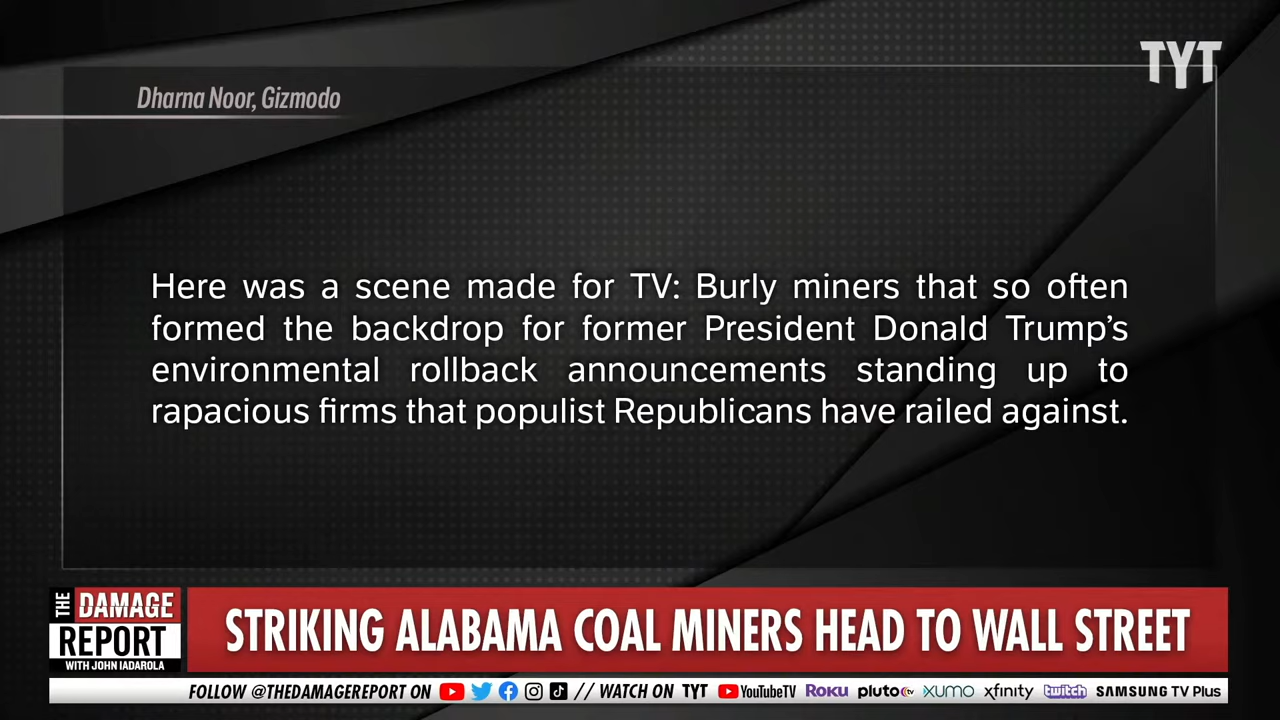 TYT
Dharna Noor, Gizmodo
Here was a scene made for TV: Burly miners that so often
formed the backdrop for former President Donald Trump’s
environmental rollback announcements standing up to
rapacious firms that populist Republicans have railed against.
THE DAMAGE
REPORT
WITH JOHN IADAROLA
STRIKING ALABAMA COAL MINERS HEAD TO WALL STREET
FOLLOW @THEDAMAGEREPORT ON // WATCH ON TYT YouTubeTV Roku pluto tv xumo xfinity twitch SAMSUNG TV Plus